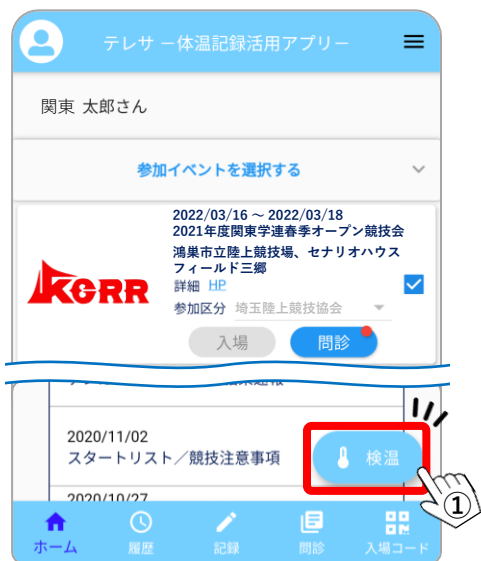 テレサ －体温記録活用アプリ－
関東 太郎さん
参加イベントを選択する
2022/03/16 ～ 2022/03/18
2021年度関東学連春季オープン競技会
鴻巣市立陸上競技場、セナリオハウス
フィールド三郷
詳細 HP
参加区分 埼玉陸上競技協会
KGRR
入場
問診
2020/11/02
スタートリスト／競技注意事項
検温
①
2020/10/27
ホーム
履歴
記録
問診
入場コード